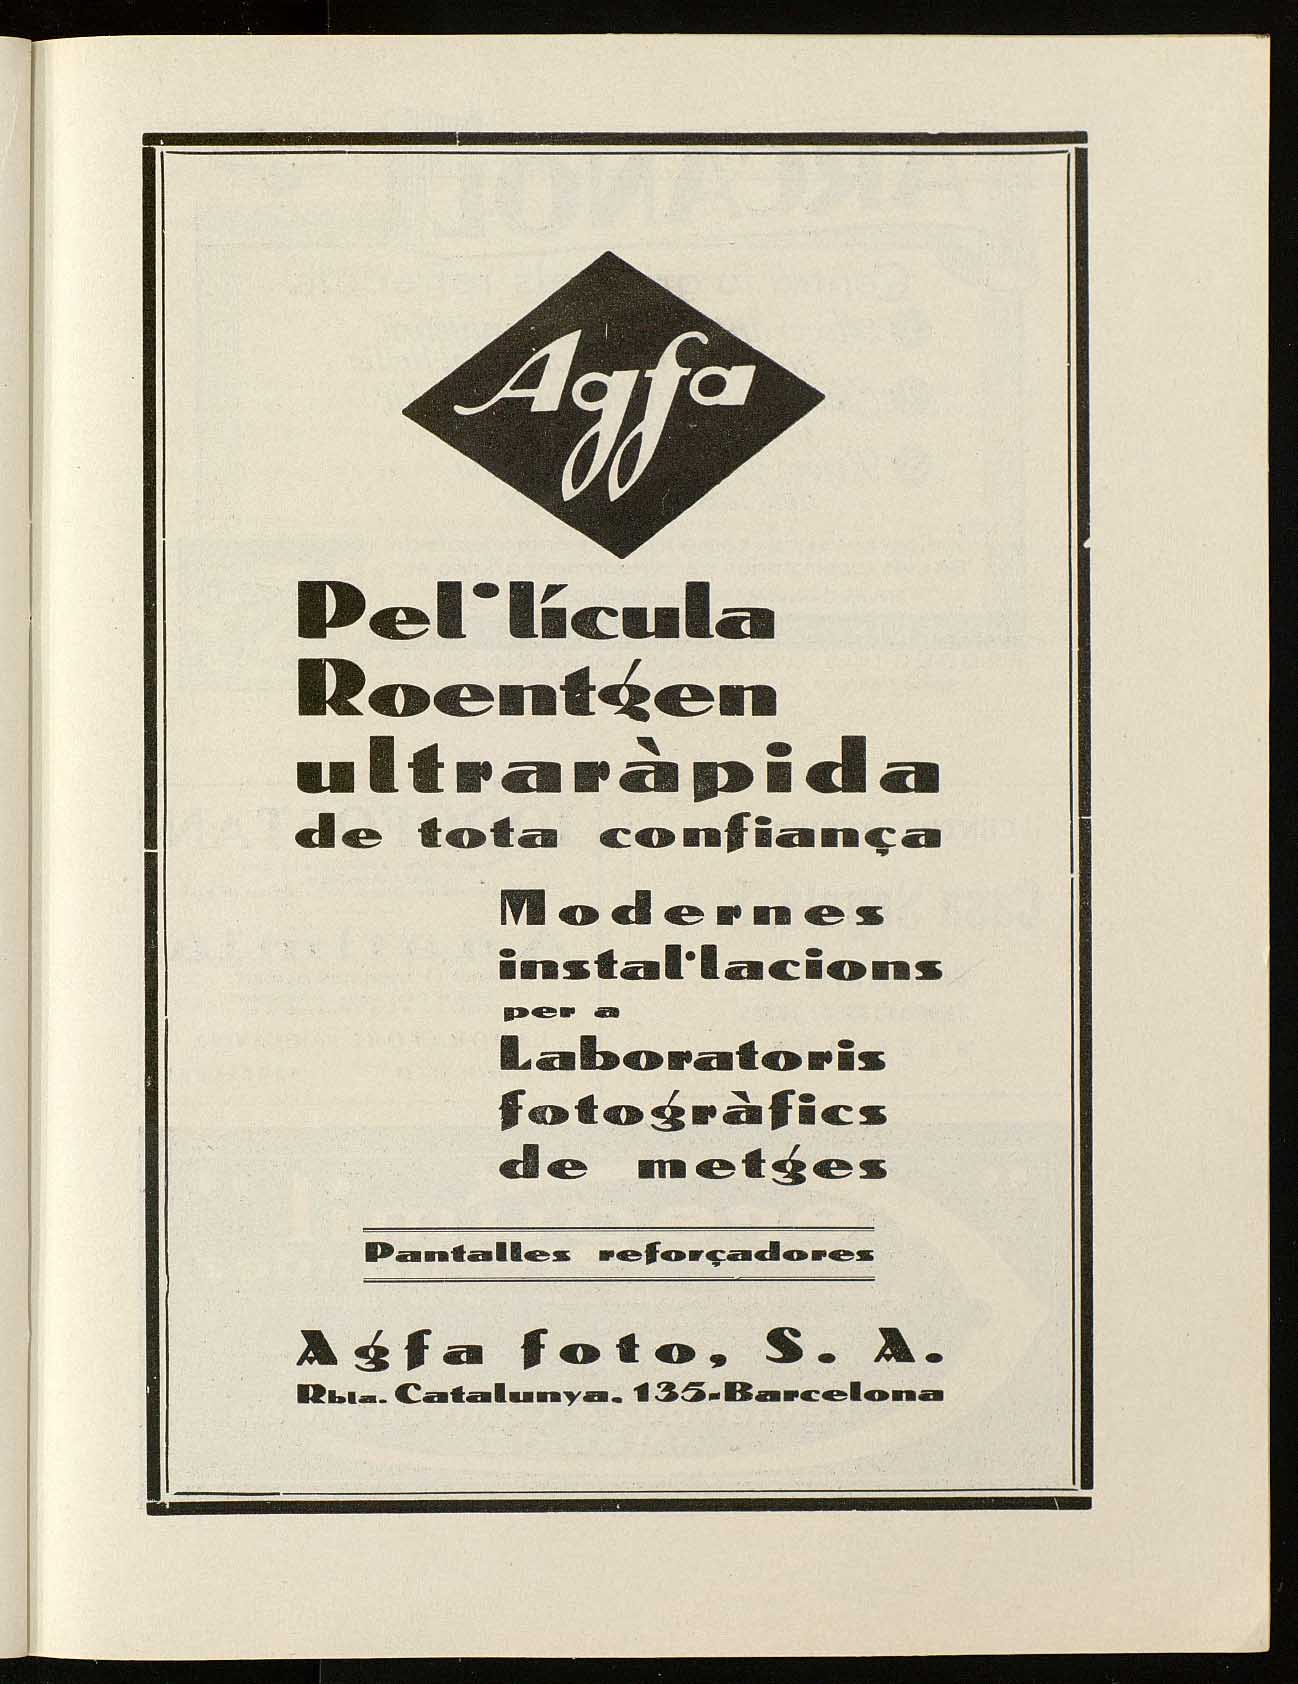 Agfa
Pel·lícula
Roentgen
ultraràpida
de tota confiança
Modernes
instal·lacions
per a
Laboratoris
fotogràfics
de metges
Pantalles reforçadores
Agfa foto, S. A.
Rbla. Catalunya, 135-Barcelona